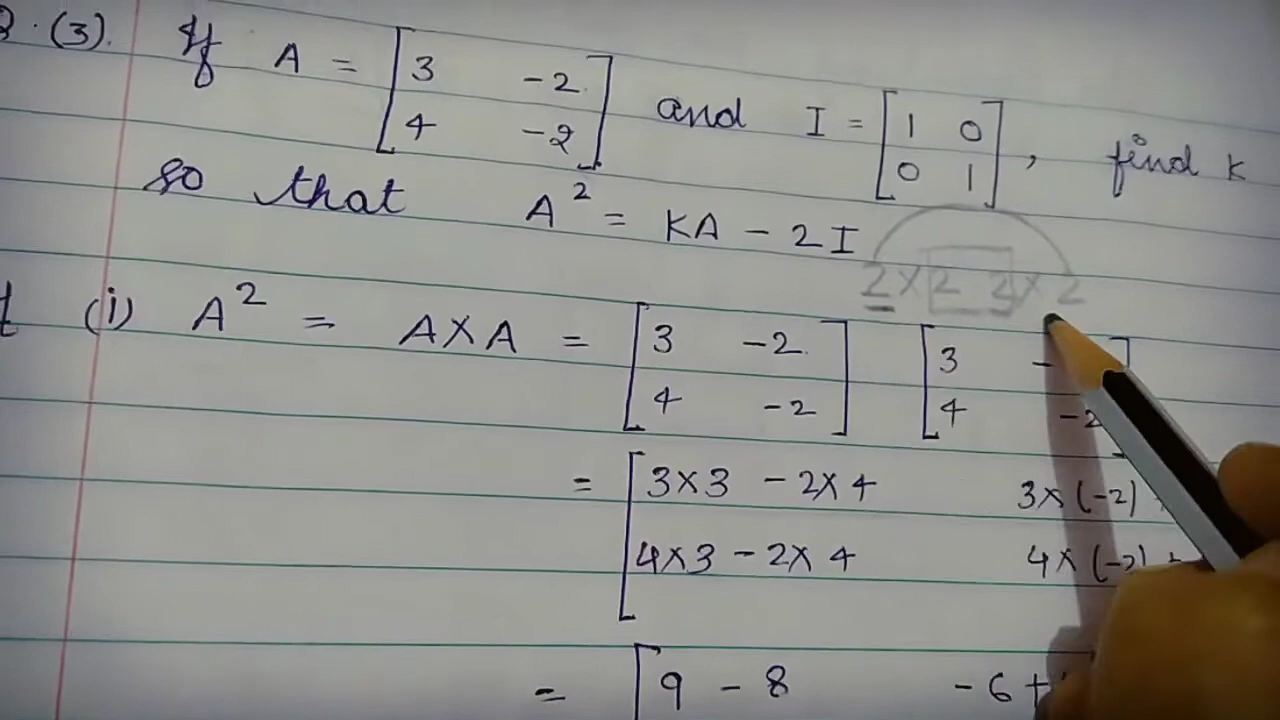 (3). If A = [3 -2 4 -2] and I = [1 0 0 1], find k
so that A² = KA - 2I
2×2 2×2
(i) A² = A×A = [3 -2 4 -2] [3 4 -2]
= [3×3 - 2×4 3×(-2)
4×3 - 2×4 4×(-2) +
= [9 - 8 -6+